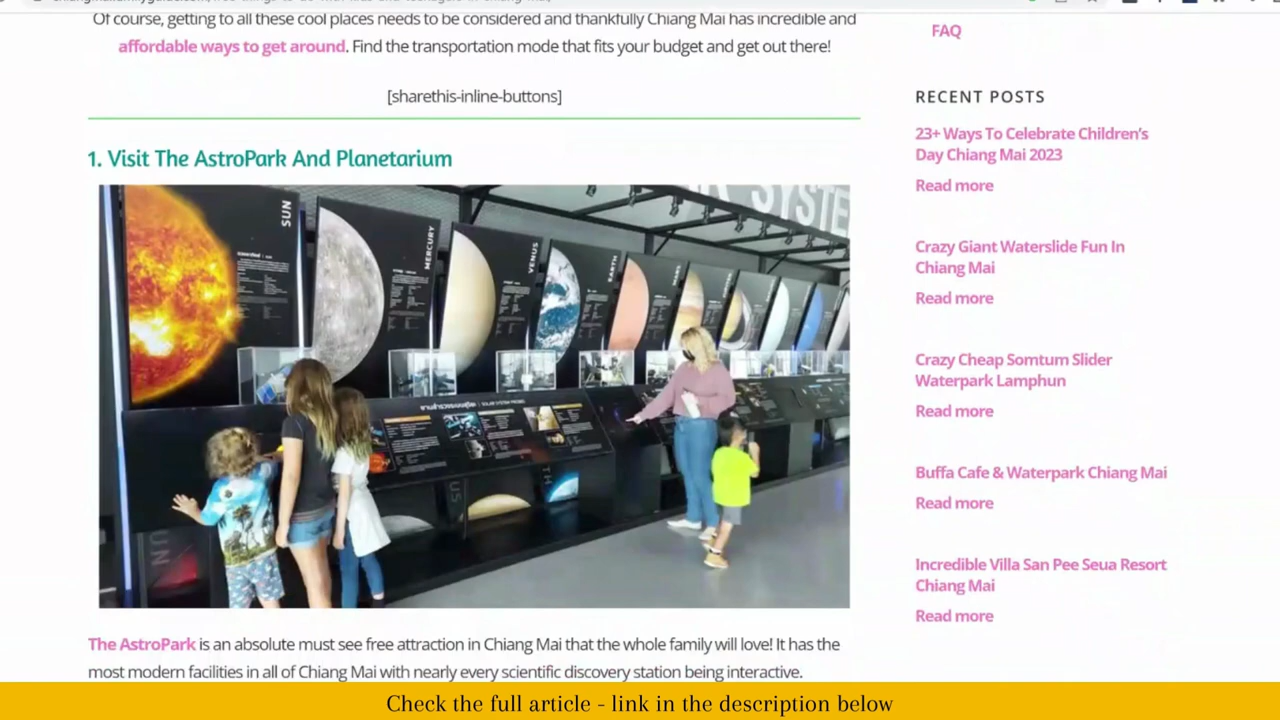 Of course, getting to all these cool places needs to be considered and thankfully Chiang Mai has incredible and
affordable ways to get around. Find the transportation mode that fits your budget and get out there!
[sharethis-inline-buttons]
1. Visit The AstroPark And Planetarium
SYSTE
SUN
MERCURY
VENUS
EARTH
MARS
The AstroPark is an absolute must see free attraction in Chiang Mai that the whole family will love! It has the
most modern facilities in all of Chiang Mai with nearly every scientific discovery station being interactive.
FAQ
RECENT POSTS
23+ Ways To Celebrate Children's
Day Chiang Mai 2023
Read more
Crazy Giant Waterslide Fun In
Chiang Mai
Read more
Crazy Cheap Somtum Slider
Waterpark Lamphun
Read more
Buffa Cafe & Waterpark Chiang Mai
Read more
Incredible Villa San Pee Seua Resort
Chiang Mai
Read more
Check the full article - link in the description below